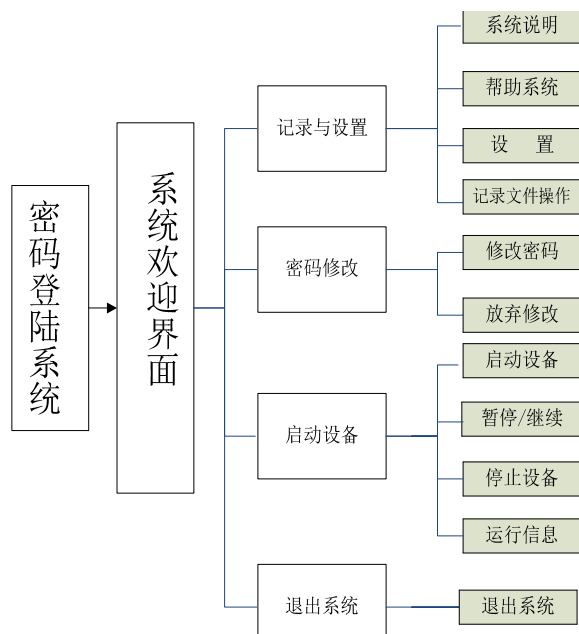 密码登陆系统
系统欢迎界面
记录与设置
系统说明
帮助系统
设 置
记录文件操作
密码修改
修改密码
放弃修改
启动设备
启动设备
暂停/继续
停止设备
运行信息
退出系统
退出系统